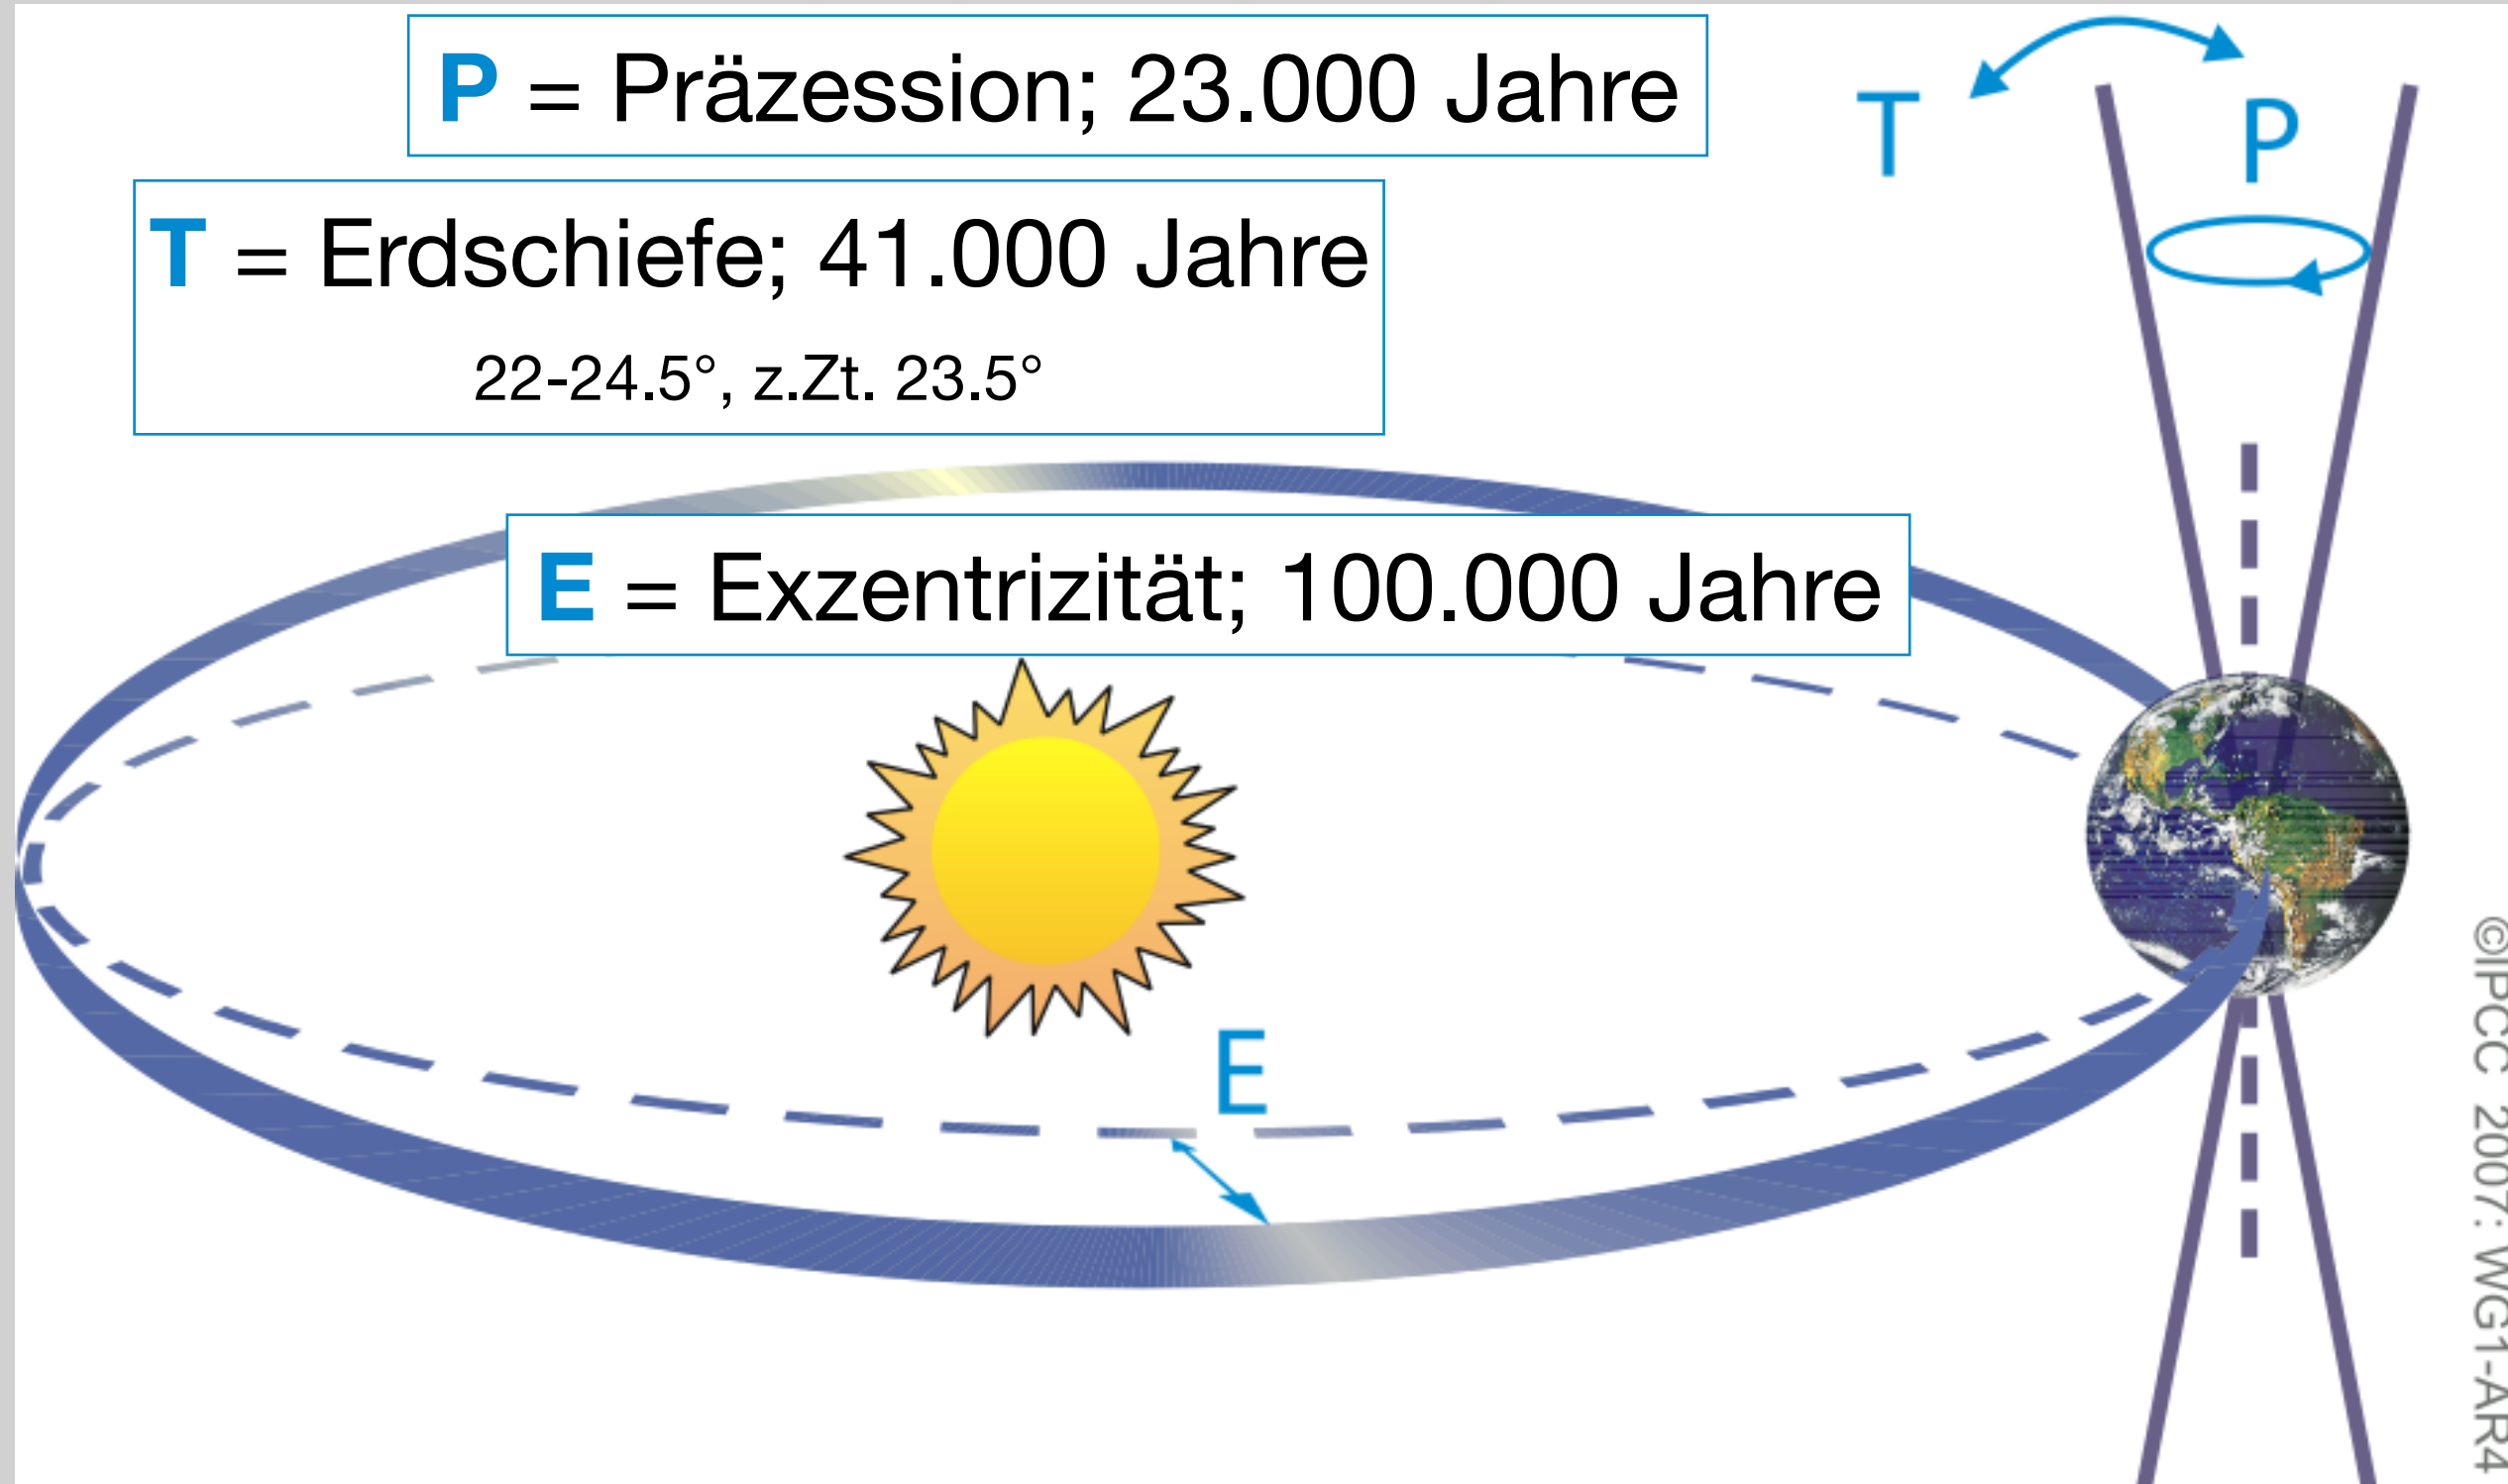 P = Präzession; 23.000 Jahre
T = Erdschiefe; 41.000 Jahre
22-24.5°, z.Zt. 23.5°
T
P
E = Exzentrizität; 100.000 Jahre
E
©IPCC 2007: WG1-AR4